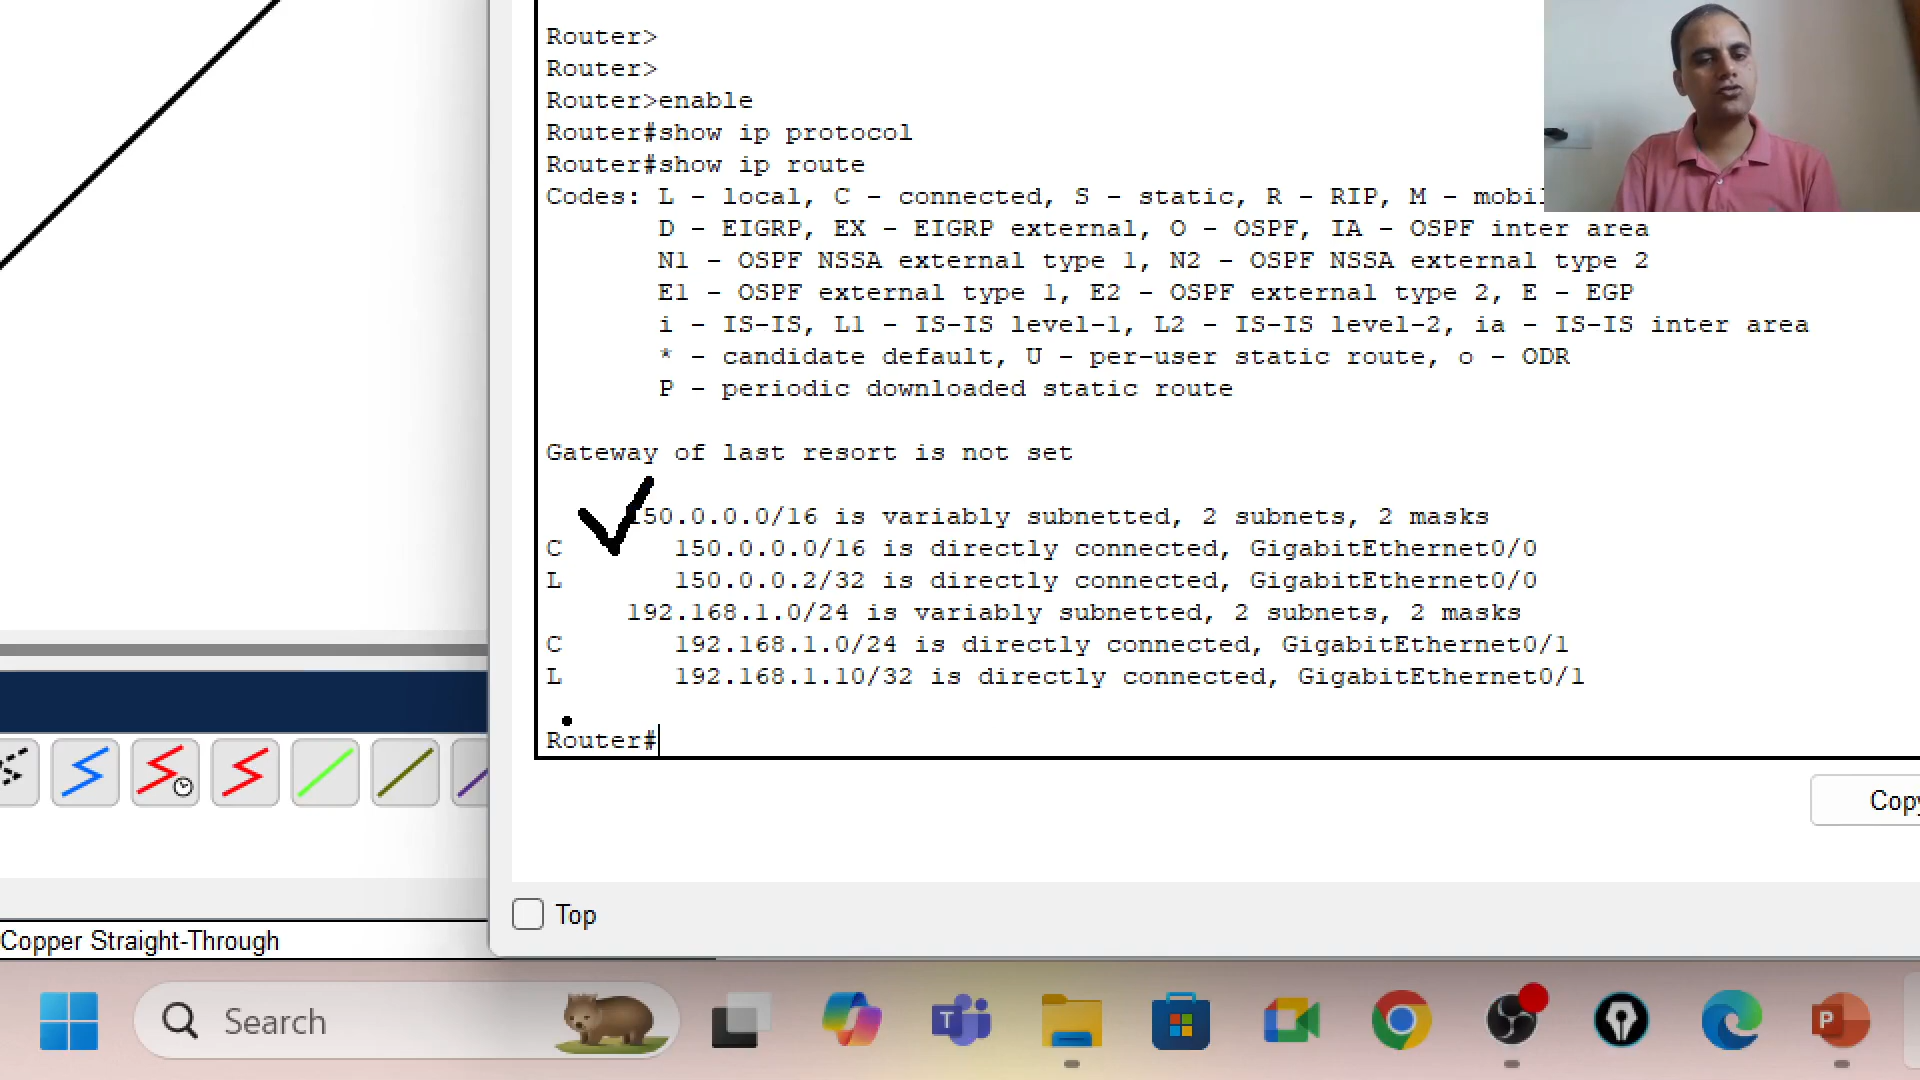 Router>
Router>
Router>enable
Router#show ip protocol
Router#show ip route
Codes: L - local, C - connected, S - static, R - RIP, M -
D - EIGRP, EX - EIGRP external, O - OSPF, IA - OSPF inter area
N1 - OSPF NSSA external type 1, N2 - OSPF NSSA external type 2
E1 - OSPF external type 1, E2 - OSPF external type 2, E - EGP
i - IS-IS, L1 - IS-IS level-1, L2 - IS-IS level-2, ia - IS-IS inter area
* - candidate default, U - per-user static route, o - ODR
P - periodic downloaded static route
Gateway of last resort is not set
150.0.0.0/16 is variably subnetted, 2 subnets, 2 masks
C 150.0.0.0/16 is directly connected, GigabitEthernet0/0
L 150.0.0.2/32 is directly connected, GigabitEthernet0/0
192.168.1.0/24 is variably subnetted, 2 subnets, 2 masks
C 192.168.1.0/24 is directly connected, GigabitEthernet0/1
L 192.168.1.10/32 is directly connected, GigabitEthernet0/1
Router#
Copy
Top
Copper Straight-Through
Search